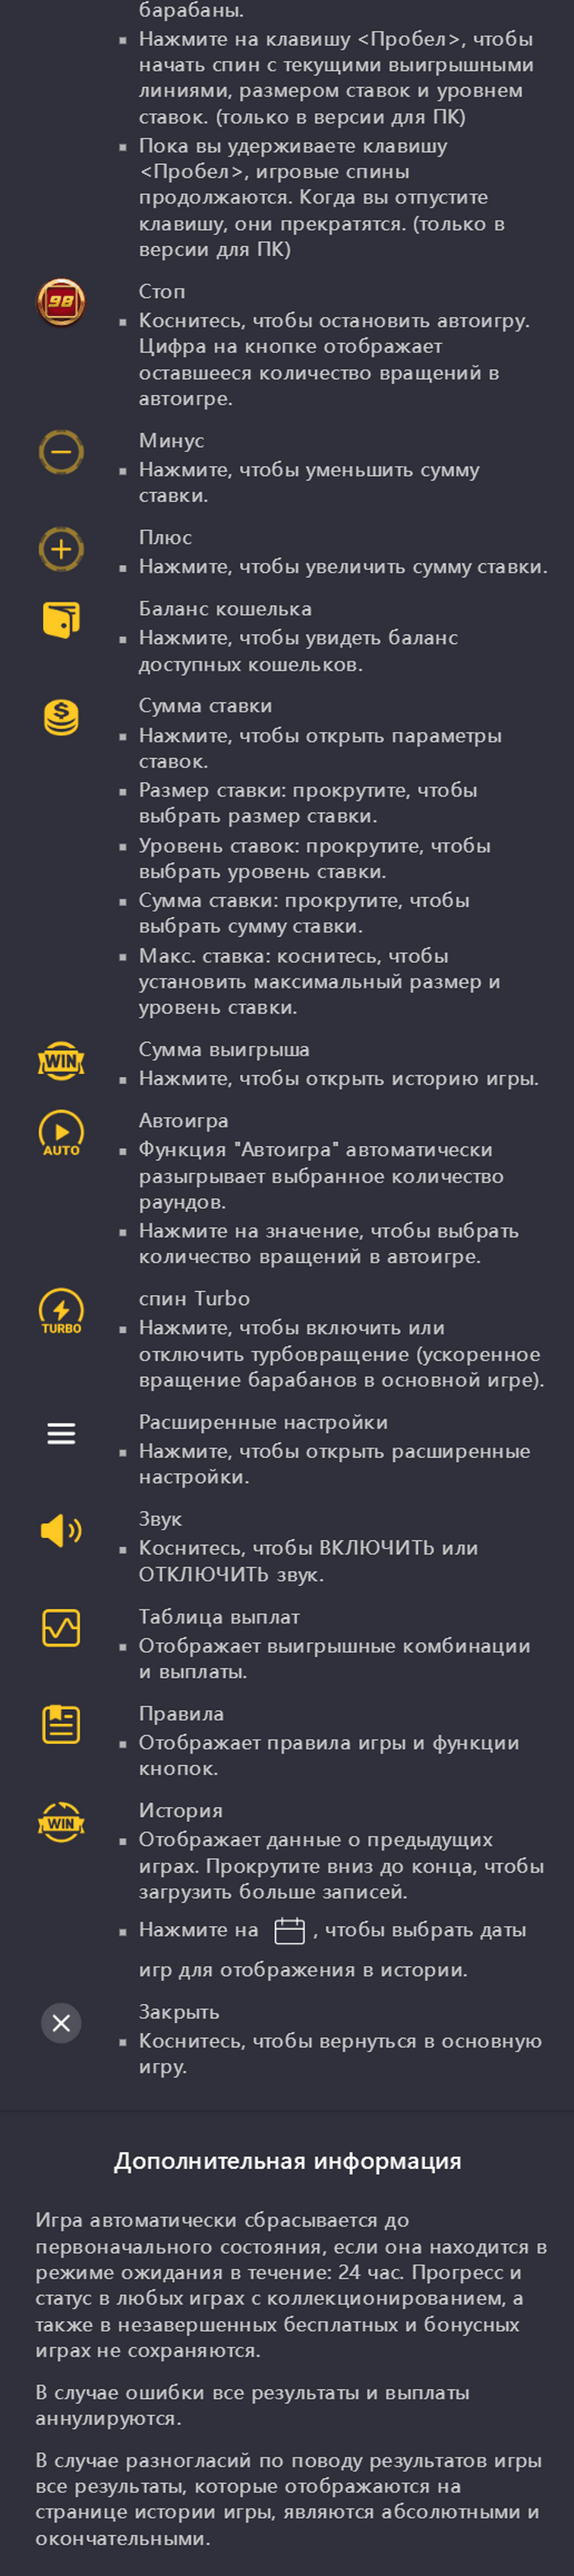 барабаны.
Нажмите на клавишу <Пробел>, чтобы
начать спин с текущими выигрышными
линиями, размером ставок и уровнем
ставок. (только в версии для ПК)
Пока вы удерживаете клавишу
<Пробел>, игровые спины
продолжаются. Когда вы отпустите
клавишу, они прекратятся. (только в
версии для ПК)
98
Стоп
Коснитесь, чтобы остановить автоигру.
Цифра на кнопке отображает
оставшееся количество вращений в
автоигре.
Минус
Нажмите, чтобы уменьшить сумму
ставки.
Плюс
Нажмите, чтобы увеличить сумму ставки.
Баланс кошелька
Нажмите, чтобы увидеть баланс
доступных кошельков.
$
Сумма ставки
Нажмите, чтобы открыть параметры
ставок.
Размер ставки: прокрутите, чтобы
выбрать размер ставки.
Уровень ставок: прокрутите, чтобы
выбрать уровень ставки.
Сумма ставки: прокрутите, чтобы
выбрать сумму ставки.
Макс. ставка: коснитесь, чтобы
установить максимальный размер и
уровень ставки.
WIN
Сумма выигрыша
Нажмите, чтобы открыть историю игры.
AUTO
Автоигра
Функция "Автоигра" автоматически
разыгрывает выбранное количество
раундов.
Нажмите на значение, чтобы выбрать
количество вращений в автоигре.
TURBO
спин Turbo
Нажмите, чтобы включить или
отключить турбовращение (ускоренное
вращение барабанов в основной игре).
Расширенные настройки
Нажмите, чтобы открыть расширенные
настройки.
Звук
Коснитесь, чтобы ВКЛЮЧИТЬ или
ОТКЛЮЧИТЬ звук.
Таблица выплат
Отображает выигрышные комбинации
и выплаты.
Правила
Отображает правила игры и функции
кнопок.
WIN
История
Отображает данные о предыдущих
играх. Прокрутите вниз до конца, чтобы
загрузить больше записей.
Нажмите на , чтобы выбрать даты
игр для отображения в истории.
Закрыть
Коснитесь, чтобы вернуться в основную
игру.
Дополнительная информация
Игра автоматически сбрасывается до
первоначального состояния, если она находится в
режиме ожидания в течение: 24 час. Прогресс и
статус в любых играх с коллекционированием, а
также в незавершенных бесплатных и бонусных
играх не сохраняются.
В случае ошибки все результаты и выплаты
аннулируются.
В случае разногласий по поводу результатов игры
все результаты, которые отображаются на
странице истории игры, являются абсолютными и
окончательными.